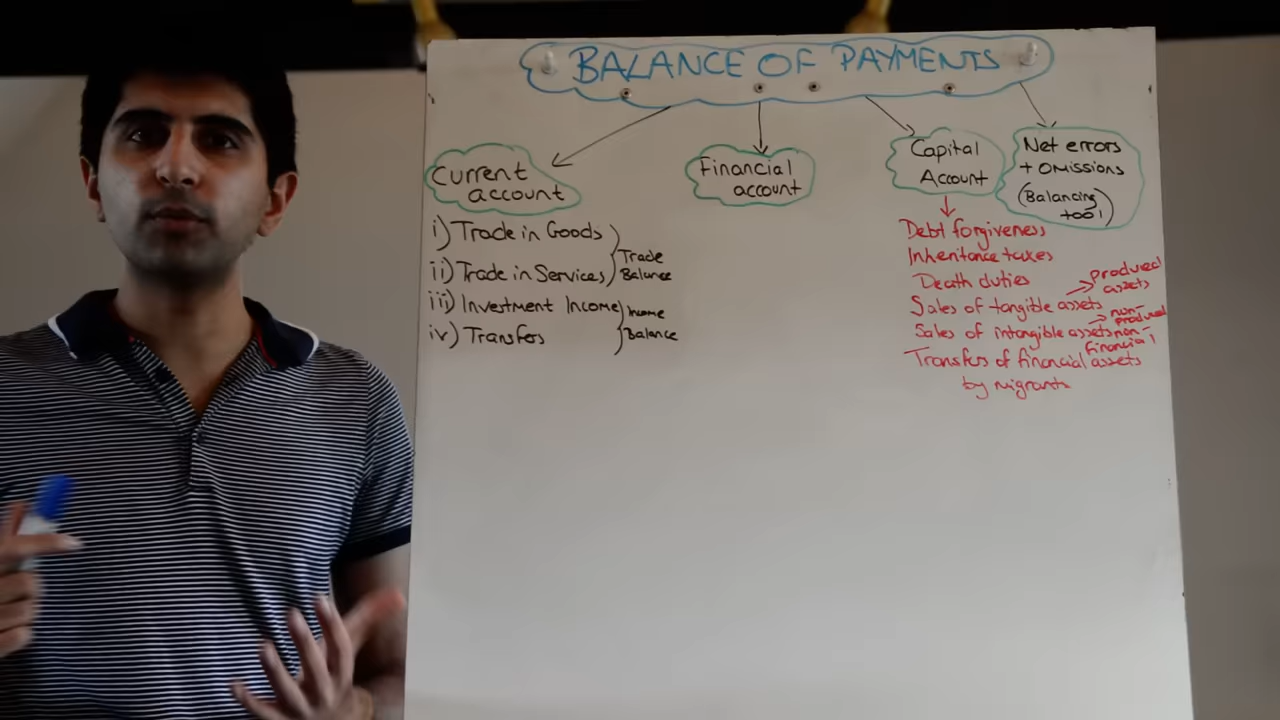 BALANCE OF PAYMENTS
Current
account
i) Trade in Goods
ii) Trade in Services
Trade
Balance
iii) Investment Income
iv) Transfers
Income
Balance
Financial
account
Capital
Account
Debt forgiveness
Inheritance taxes
Death duties
Sales of tangible assets
produced
assets
Sales of intangible assets
non-
produced
non-
financial
Transfers of financial assets
by migrants
Net errors
+ Omissions
(Balancing
tool)